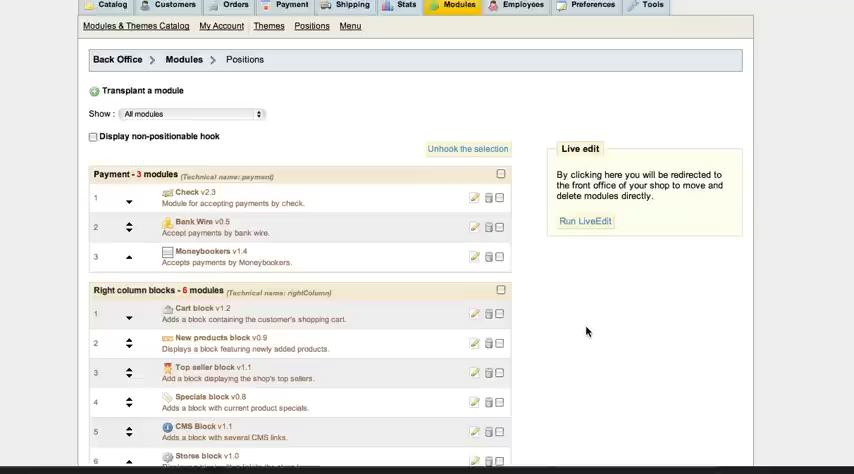 Catalog Customers Orders Payment Shipping Stats Modules Employees Preferences Tools
Modules & Themes Catalog My Account Themes Positions Menu
Back Office > Modules > Positions
Transplant a module
Show : All modules
Display non-positionable hook
Unhook the selection
Payment - 3 modules (Technical name: payment)
1 Check v2.3
Module for accepting payments by check.
2 Bank Wire v0.5
Accept payments by bank wire.
3 Moneybookers v1.4
Accepts payments by Moneybookers.
Right column blocks - 6 modules (Technical name: rightColumn)
1 Cart block v1.2
Adds a block containing the customer's shopping cart.
2 New products block v0.9
Displays a block featuring newly added products.
3 Top seller block v1.1
Add a block displaying the shop's top sellers.
4 Specials block v0.8
Adds a block with current product specials.
5 CMS Block v1.1
Adds a block with several CMS links.
6 Stores block v1.0
Live edit
By clicking here you will be redirected to
the front office of your shop to move and
delete modules directly.
Run LiveEdit